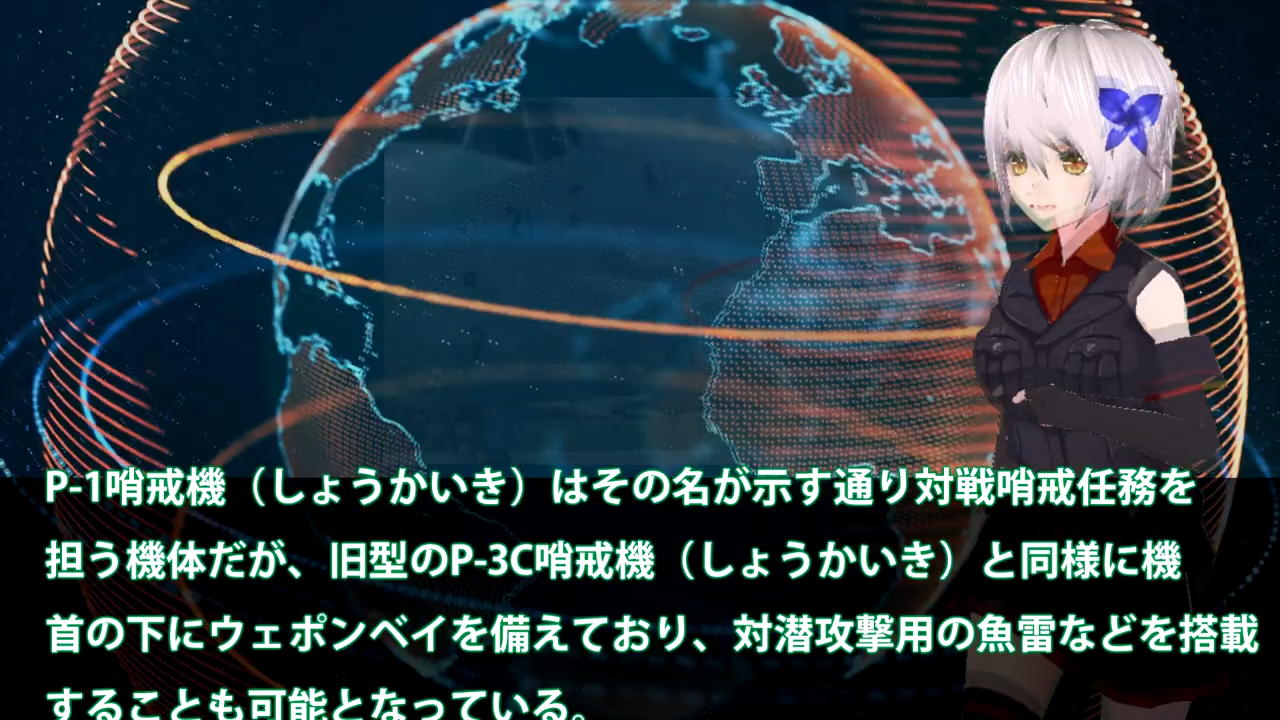 P-1哨戒機（しょうかいき）はその名が示す通り対戦哨戒任務を
担う機体だが、旧型のP-3C哨戒機（しょうかいき）と同様に機
首の下にウェポンベイを備えており、対潜攻撃用の魚雷などを搭載
することも可能となっている。